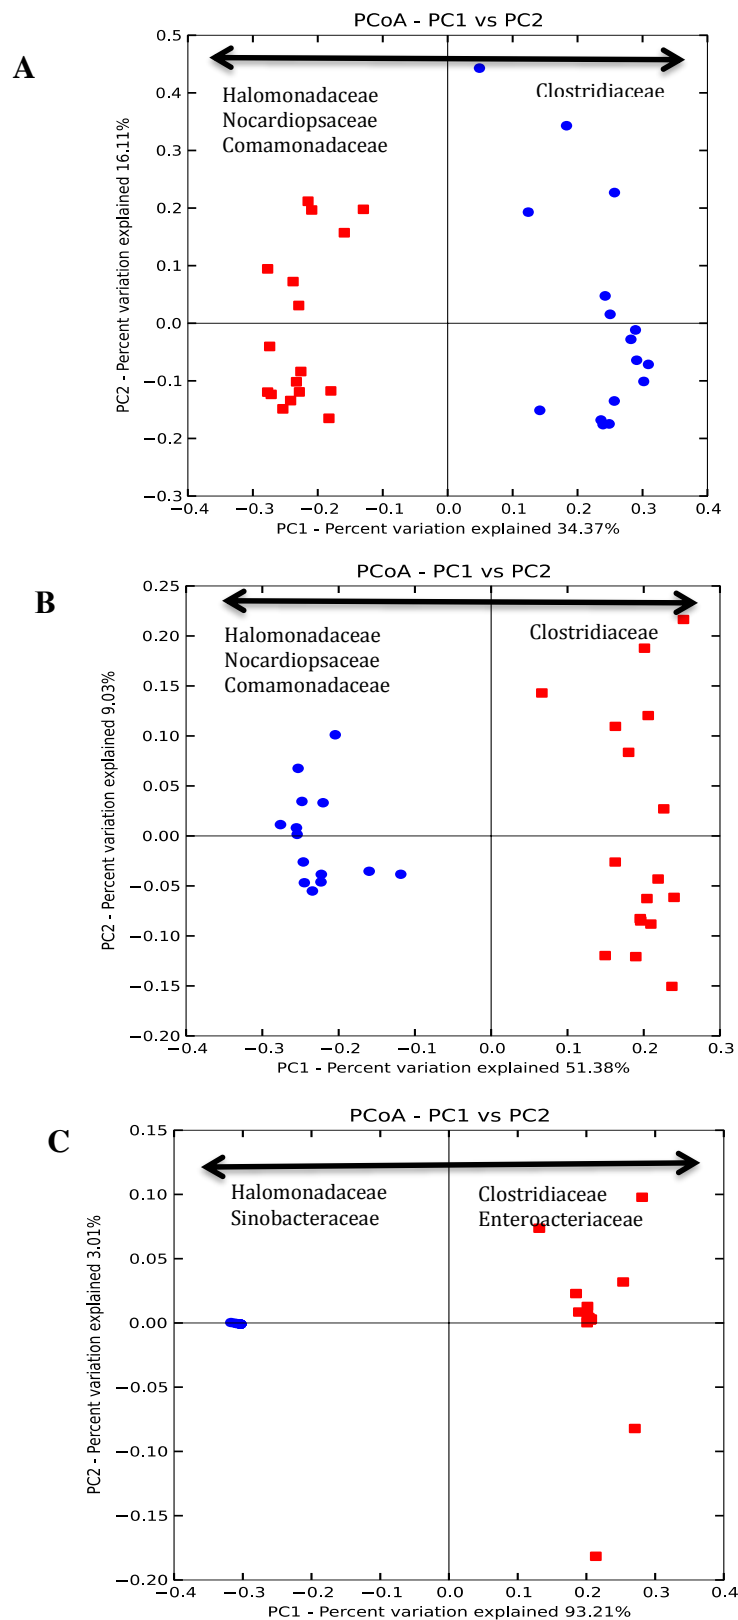 A
PCoA - PC1 vs PC2
0.5
0.4
0.3
0.2
0.1
0.0
−0.1
−0.2
−0.3
PC2 - Percent variation explained 16.11%
Halomonadaceae
Nocardiopsaceae
Comamonadaceae
Clostridiaceae
−0.4 −0.3 −0.2 −0.1 0.0 0.1 0.2 0.3 0.4
PC1 - Percent variation explained 34.37%
B
PCoA - PC1 vs PC2
0.25
0.20
0.15
0.10
0.05
0.00
−0.05
−0.10
−0.15
−0.20
PC2 - Percent variation explained 9.03%
Halomonadaceae
Nocardiopsaceae
Comamonadaceae
Clostridiaceae
−0.4 −0.3 −0.2 −0.1 0.0 0.1 0.2 0.3
PC1 - Percent variation explained 51.38%
C
PCoA - PC1 vs PC2
0.15
0.10
0.05
0.00
−0.05
−0.10
−0.15
−0.20
PC2 - Percent variation explained 3.01%
Halomonadaceae
Sinobacteraceae
Clostridiaceae
Enteroacteriaceae
−0.4 −0.3 −0.2 −0.1 0.0 0.1 0.2 0.3 0.4
PC1 - Percent variation explained 93.21%